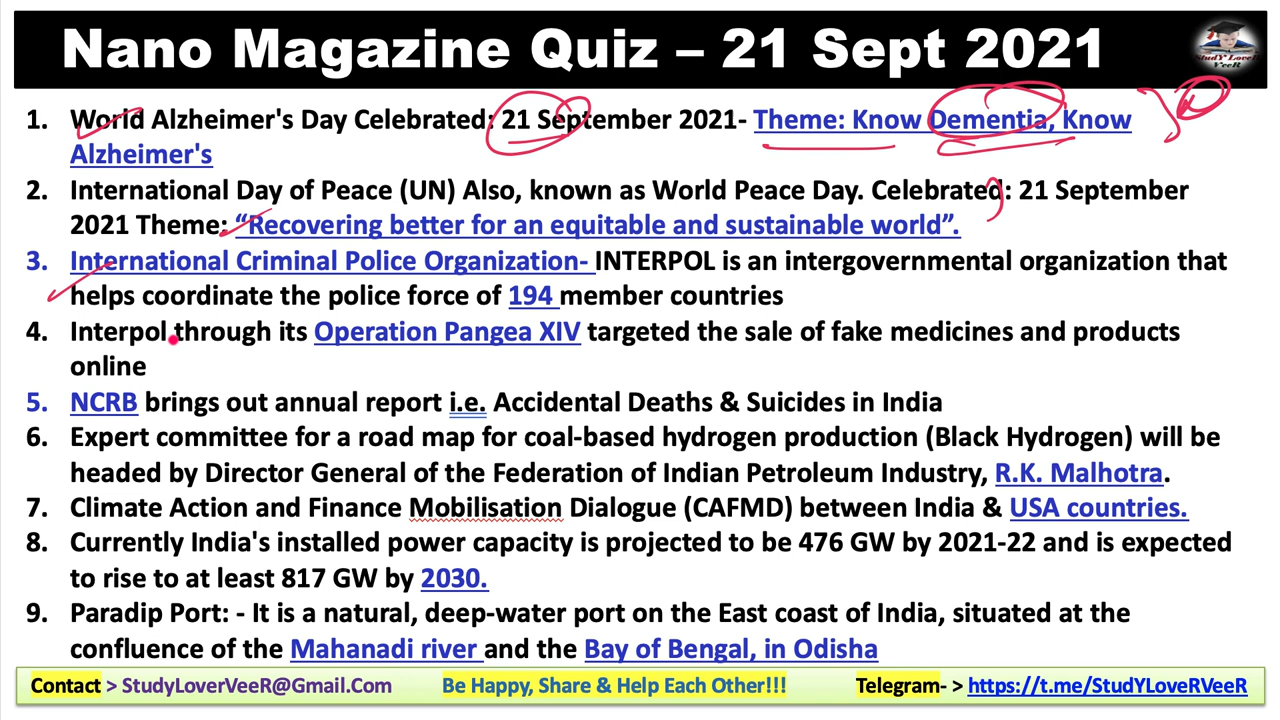 Nano Magazine Quiz – 21 Sept 2021
StudY LoveR
VeeR
1. World Alzheimer's Day Celebrated: 21 September 2021- Theme: Know Dementia, Know
Alzheimer's
2. International Day of Peace (UN) Also, known as World Peace Day. Celebrated: 21 September
2021 Theme: “Recovering better for an equitable and sustainable world”.
3. International Criminal Police Organization- INTERPOL is an intergovernmental organization that
helps coordinate the police force of 194 member countries
4. Interpol through its Operation Pangea XIV targeted the sale of fake medicines and products
online
5. NCRB brings out annual report i.e. Accidental Deaths & Suicides in India
6. Expert committee for a road map for coal-based hydrogen production (Black Hydrogen) will be
headed by Director General of the Federation of Indian Petroleum Industry, R.K. Malhotra.
7. Climate Action and Finance Mobilisation Dialogue (CAFMD) between India & USA countries.
8. Currently India's installed power capacity is projected to be 476 GW by 2021-22 and is expected
to rise to at least 817 GW by 2030.
9. Paradip Port: - It is a natural, deep-water port on the East coast of India, situated at the
confluence of the Mahanadi river and the Bay of Bengal, in Odisha
Contact > StudyLoverVeeR@Gmail.Com Be Happy, Share & Help Each Other!!! Telegram- > https://t.me/StudYLoveRVeeR